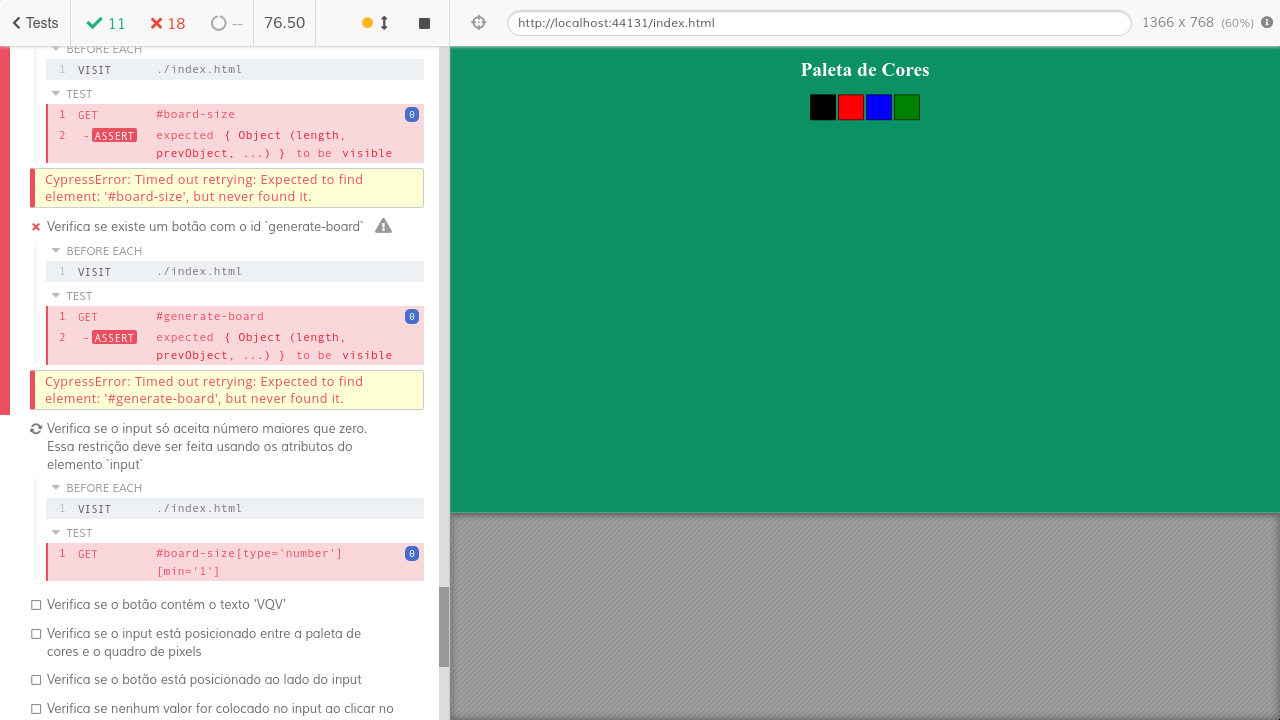 Tests 11 18 -- 76.50 http://localhost:44131/index.html 1366 x 768 (60%)
BEFORE EACH
1 VISIT ./index.html
TEST
1 GET #board-size 0
2 -ASSERT expected { Object (length,
prevObject, ...) } to be visible
CypressError: Timed out retrying: Expected to find
element: '#board-size', but never found it.
Verifica se existe um botão com o id `generate-board`
BEFORE EACH
1 VISIT ./index.html
TEST
1 GET #generate-board 0
2 -ASSERT expected { Object (length,
prevObject, ...) } to be visible
CypressError: Timed out retrying: Expected to find
element: '#generate-board', but never found it.
Verifica se o input só aceita número maiores que zero.
Essa restrição deve ser feita usando os atributos do
elemento `input`
BEFORE EACH
1 VISIT ./index.html
TEST
1 GET #board-size[type='number'] 0
[min='1']
Verifica se o botão contém o texto 'VQV'
Verifica se o input está posicionado entre a paleta de
cores e o quadro de pixels
Verifica se o botão está posicionado ao lado do input
Verifica se nenhum valor for colocado no input ao clicar no
Paleta de Cores